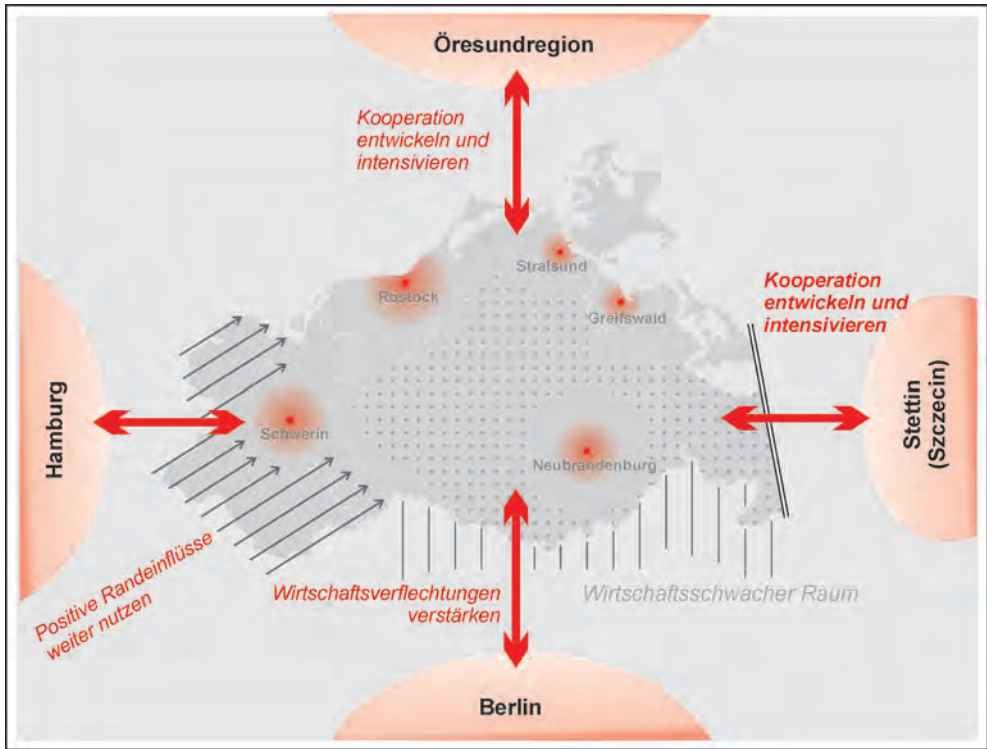 Öresundregion
Kooperation
entwickeln und
intensivieren
Stralsund
Rostock
Greifswald
Kooperation
entwickeln und
intensivieren
Hamburg
Schwerin
Neubrandenburg
Stettin
(Szczecin)
Positive Randeinflüsse
weiter nutzen
Wirtschaftsverflechtungen
verstärken
Wirtschaftsschwacher Raum
Berlin